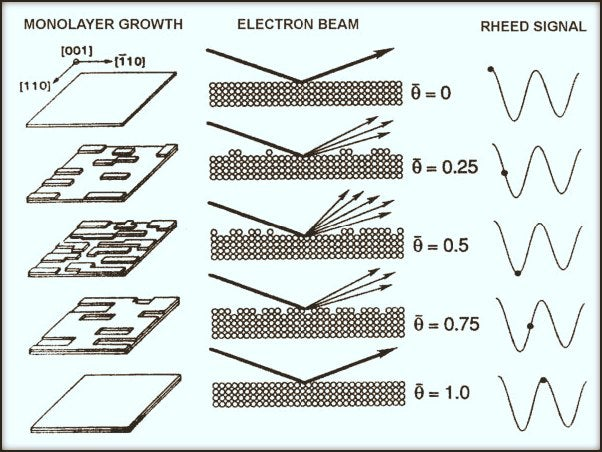 MONOLAYER GROWTH
ELECTRON BEAM
RHEED SIGNAL
[001]
[1̄10]
[110]
θ̄ = 0
θ̄ = 0.25
θ̄ = 0.5
θ̄ = 0.75
θ̄ = 1.0